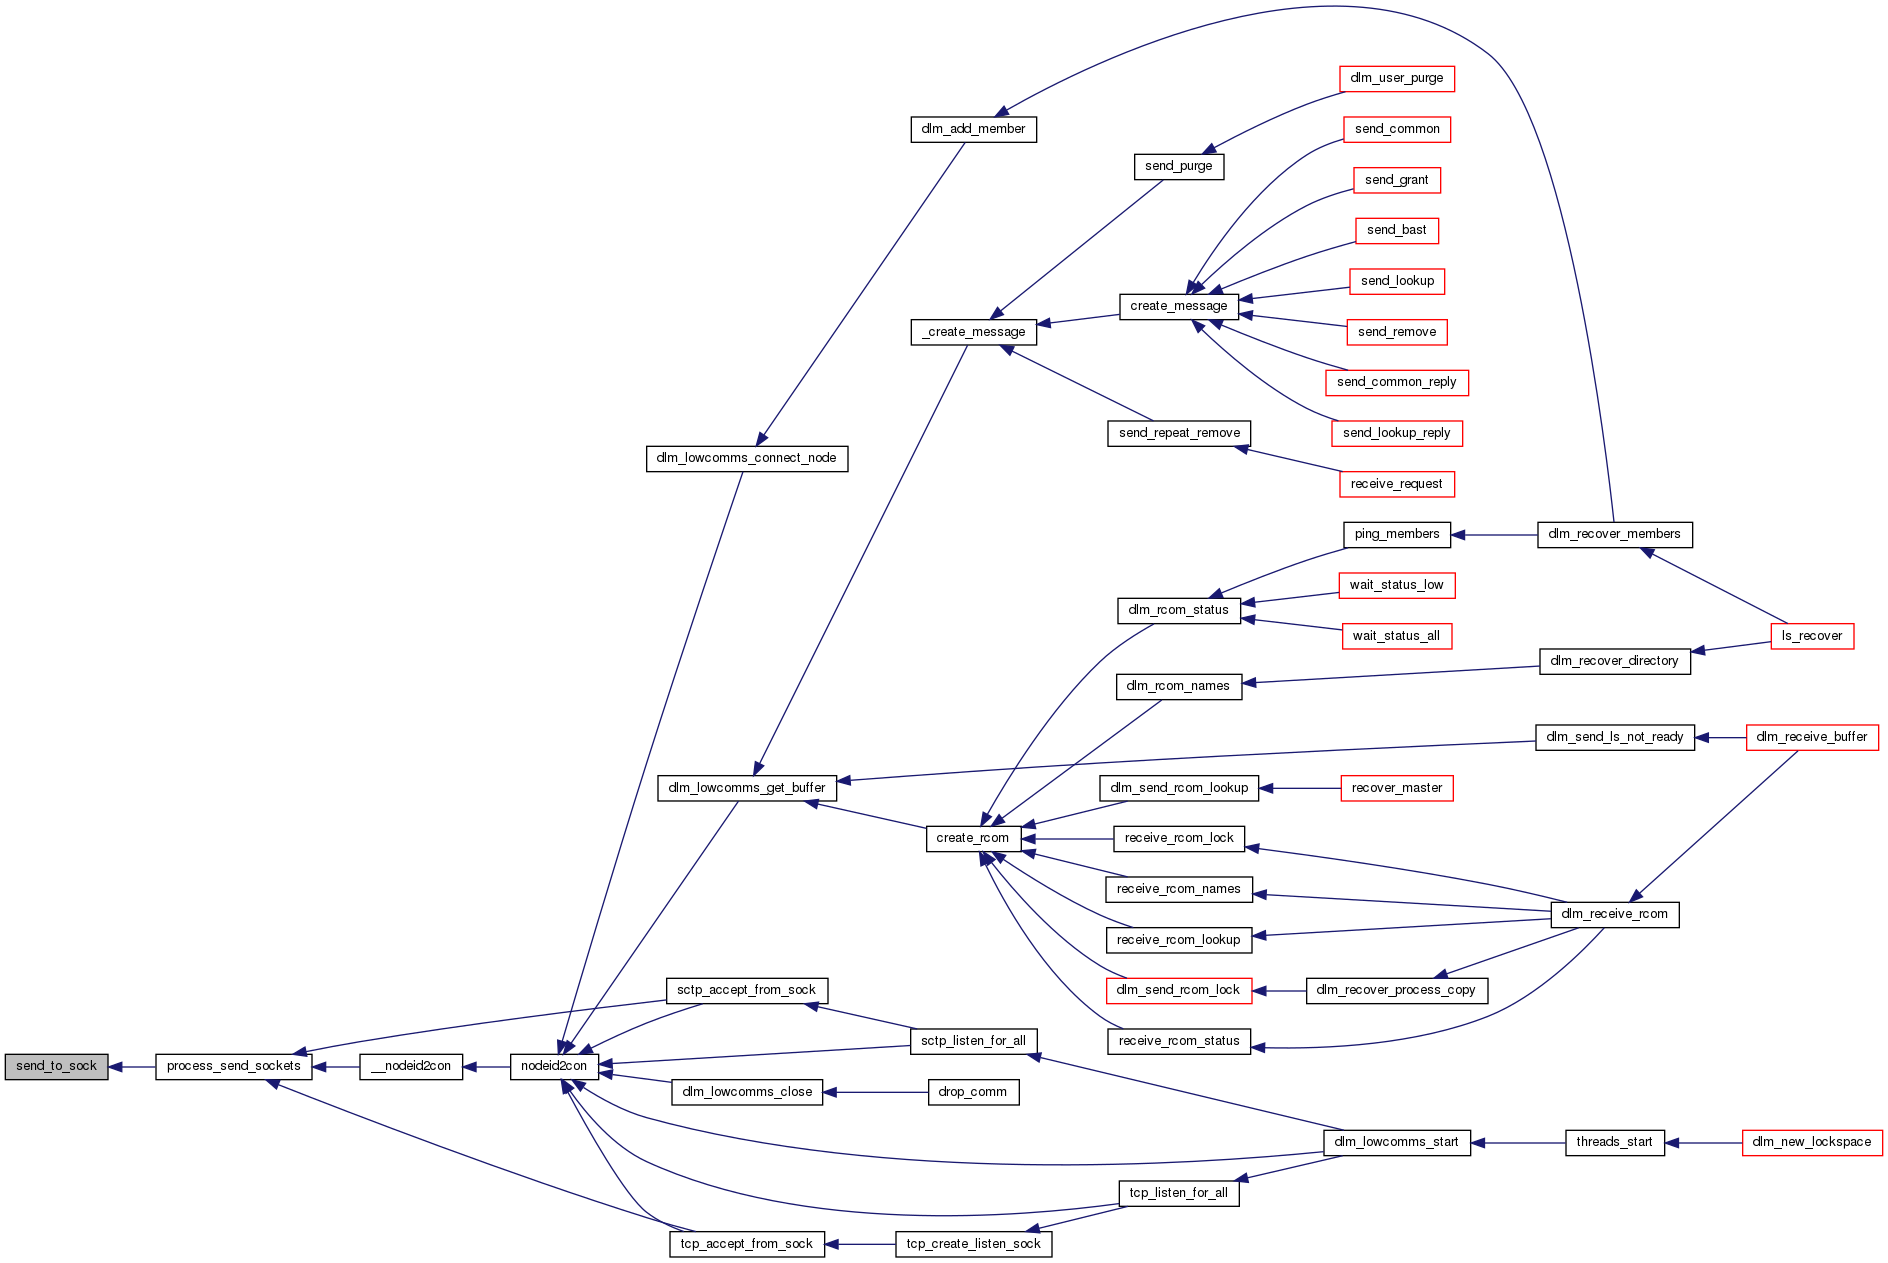 dlm_user_purge
dlm_add_member
send_common
send_purge
send_grant
send_bast
send_lookup
create_message
_create_message
send_remove
send_common_reply
send_repeat_remove
send_lookup_reply
dlm_lowcomms_connect_node
receive_request
ping_members
dlm_recover_members
wait_status_low
dlm_rcom_status
wait_status_all
ls_recover
dlm_recover_directory
dlm_rcom_names
dlm_send_ls_not_ready
dlm_receive_buffer
dlm_lowcomms_get_buffer
dlm_send_rcom_lookup
recover_master
create_rcom
receive_rcom_lock
receive_rcom_names
dlm_receive_rcom
receive_rcom_lookup
sctp_accept_from_sock
dlm_send_rcom_lock
dlm_recover_process_copy
sctp_listen_for_all
receive_rcom_status
send_to_sock
process_send_sockets
__nodeid2con
nodeid2con
dlm_lowcomms_close
drop_comm
dlm_lowcomms_start
threads_start
dlm_new_lockspace
tcp_listen_for_all
tcp_accept_from_sock
tcp_create_listen_sock